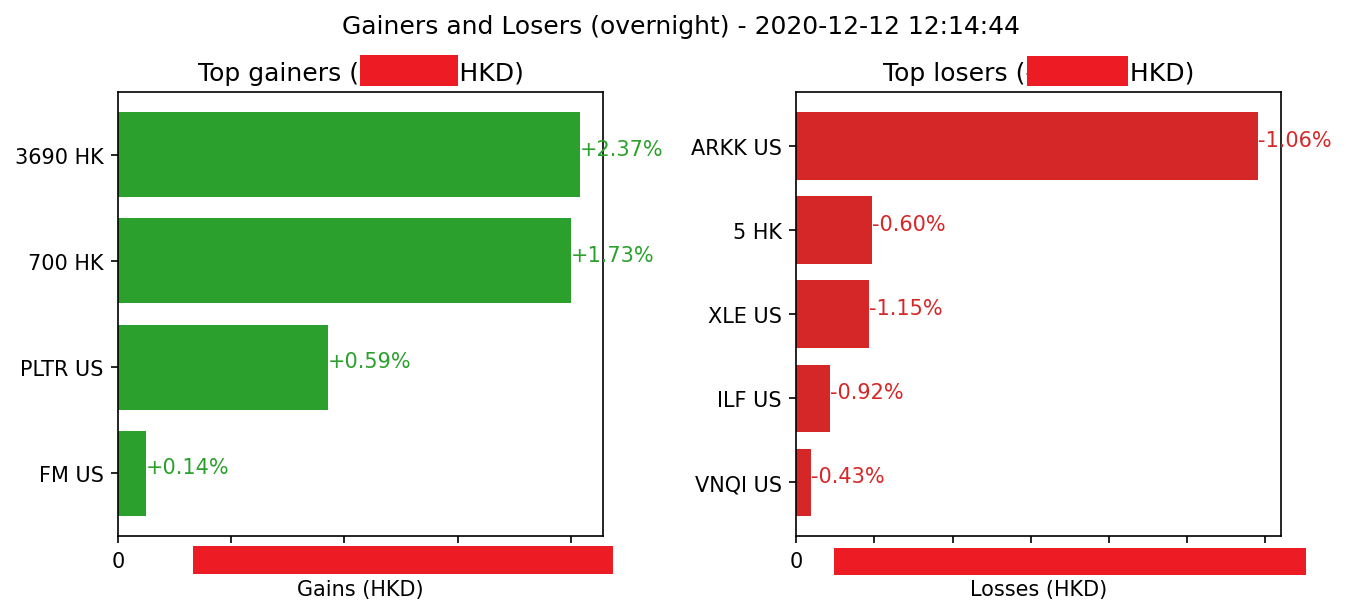 Gainers and Losers (overnight) - 2020-12-12 12:14:44
Top gainers ( HKD)
3690 HK +2.37%
700 HK +1.73%
PLTR US +0.59%
FM US +0.14%
0
Gains (HKD)
Top losers ( HKD)
ARKK US -1.06%
5 HK -0.60%
XLE US -1.15%
ILF US -0.92%
VNQI US -0.43%
0
Losses (HKD)